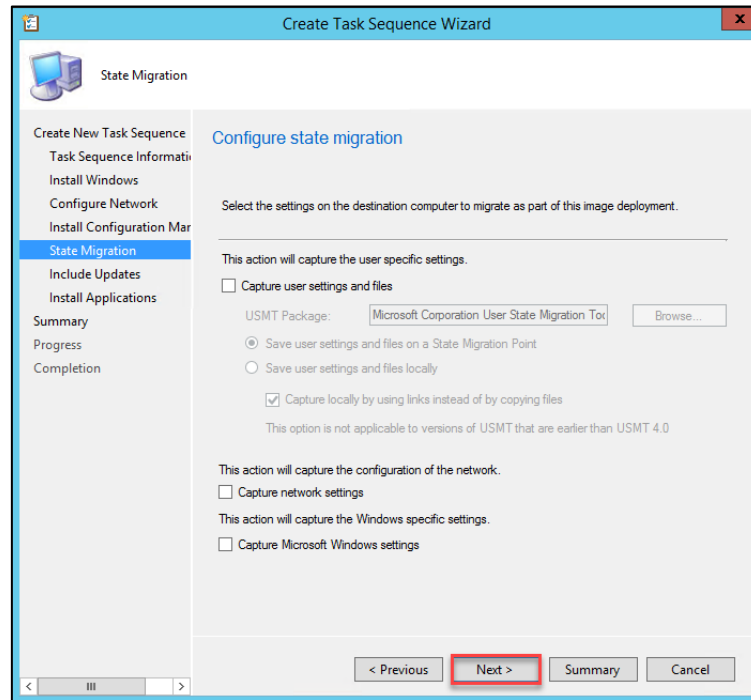 Create Task Sequence Wizard
x
State Migration
Create New Task Sequence
Task Sequence Informati
Install Windows
Configure Network
Install Configuration Mar
State Migration
Include Updates
Install Applications
Summary
Progress
Completion
Configure state migration
Select the settings on the destination computer to migrate as part of this image deployment.
This action will capture the user specific settings.
Capture user settings and files
USMT Package: Microsoft Corporation User State Migration Too Browse...
Save user settings and files on a State Migration Point
Save user settings and files locally
Capture locally by using links instead of by copying files
This option is not applicable to versions of USMT that are earlier than USMT 4.0
This action will capture the configuration of the network.
Capture network settings
This action will capture the Windows specific settings.
Capture Microsoft Windows settings
< Previous Next > Summary Cancel